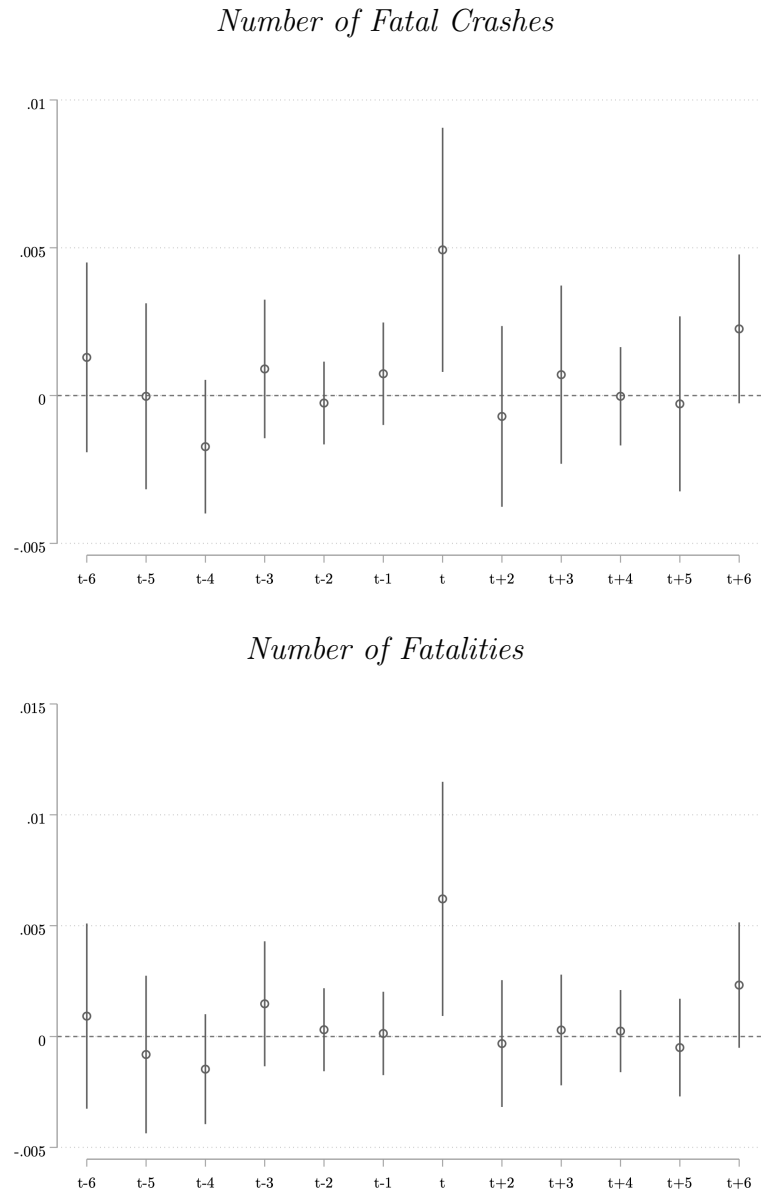 Number of Fatal Crashes
.01
.005
0
-.005
t-6 t-5 t-4 t-3 t-2 t-1 t t+2 t+3 t+4 t+5 t+6
Number of Fatalities
.015
.01
.005
0
-.005
t-6 t-5 t-4 t-3 t-2 t-1 t t+2 t+3 t+4 t+5 t+6